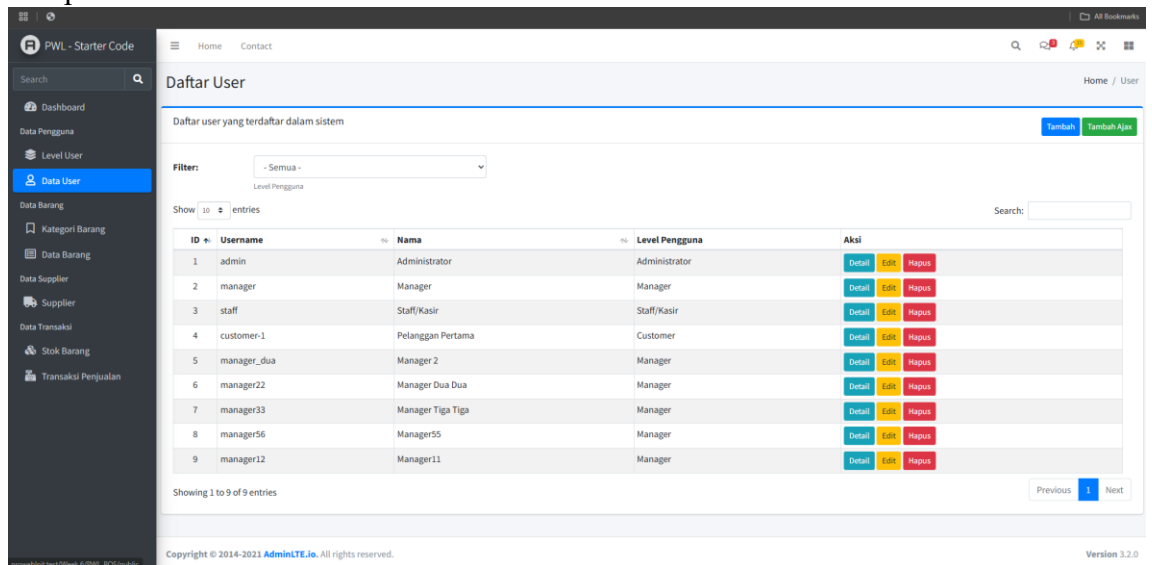 All Bookmarks
PWL - Starter Code
Home Contact
Search
Daftar User
Home / User
Dashboard
Data Pengguna
Level User
Data User
Data Barang
Kategori Barang
Data Barang
Data Supplier
Supplier
Data Transaksi
Stok Barang
Transaksi Penjualan
Daftar user yang terdaftar dalam sistem
Tambah Tambah Ajax
Filter: - Semua -
Level Pengguna
Show 10 entries
Search:
ID Username Nama Level Pengguna Aksi
1 admin Administrator Administrator Detail Edit Hapus
2 manager Manager Manager Detail Edit Hapus
3 staff Staff/Kasir Staff/Kasir Detail Edit Hapus
4 customer-1 Pelanggan Pertama Customer Detail Edit Hapus
5 manager_dua Manager 2 Manager Detail Edit Hapus
6 manager22 Manager Dua Dua Manager Detail Edit Hapus
7 manager33 Manager Tiga Tiga Manager Detail Edit Hapus
8 manager56 Manager55 Manager Detail Edit Hapus
9 manager12 Manager11 Manager Detail Edit Hapus
Showing 1 to 9 of 9 entries
Previous 1 Next
Copyright © 2014-2021 AdminLTE.io. All rights reserved.
Version 3.2.0